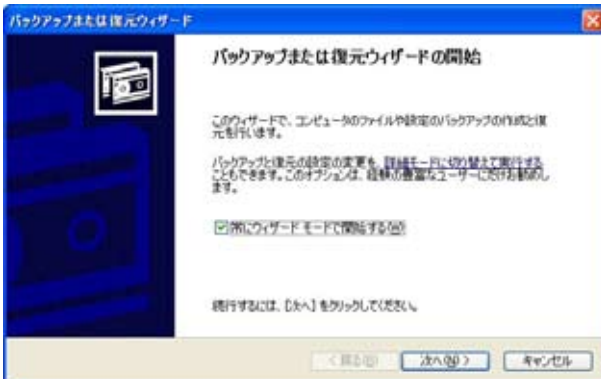 バックアップまたは復元ウィザード
バックアップまたは復元ウィザードの開始
このウィザードで、コンピュータのファイルや設定のバックアップの作成と復
元を行います。
バックアップと復元の設定の変更も、詳細モードに切り替えて実行する
こともできます。このオプションは、経験の豊富なユーザーにだけお勧めし
ます。
常にウィザード モードで開始する(W)
続行するには、[次へ] をクリックしてください。
< 戻る(B)
次へ(N) >
キャンセル